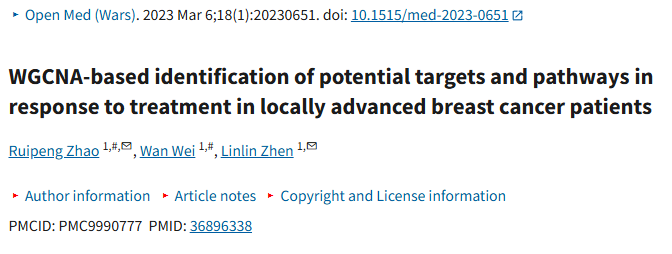 Open Med (Wars). 2023 Mar 6;18(1):20230651. doi: 10.1515/med-2023-0651
WGCNA-based identification of potential targets and pathways in
response to treatment in locally advanced breast cancer patients
Ruipeng Zhao 1,#,✉, Wan Wei 1,#, Linlin Zhen 1,✉
Author information Article notes Copyright and License information
PMCID: PMC9990777 PMID: 36896338